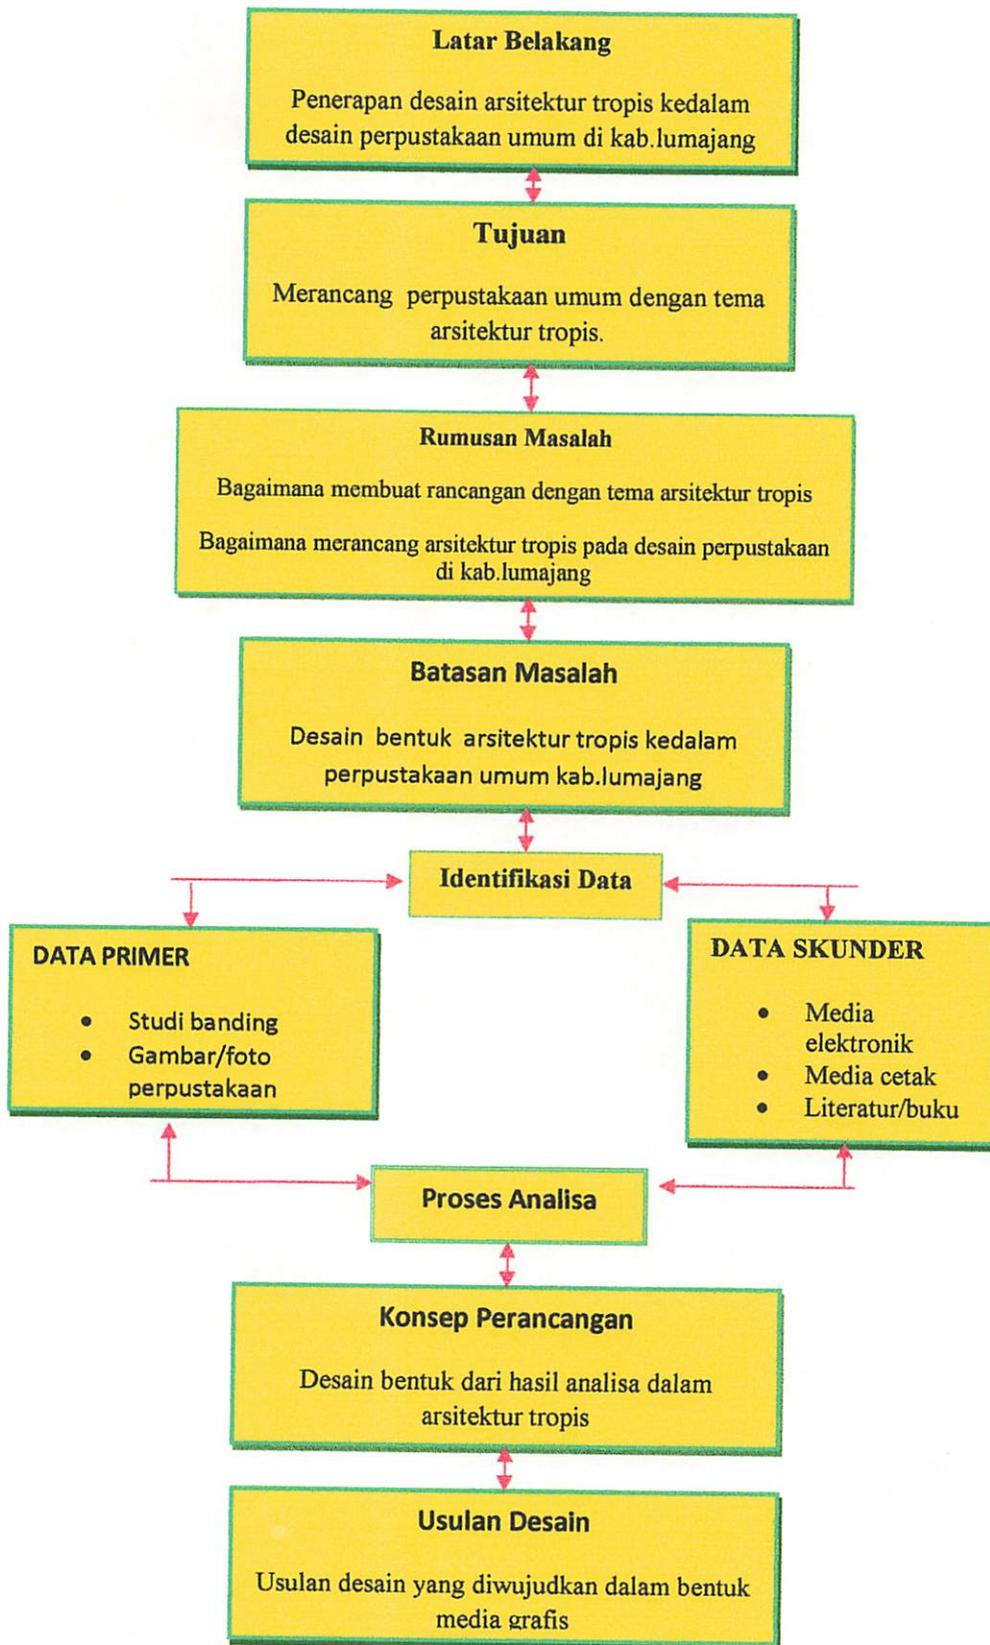 Latar Belakang
Penerapan desain arsitektur tropis kedalam
desain perpustakaan umum di kab.lumajang
Tujuan
Merancang perpustakaan umum dengan tema
arsitektur tropis.
Rumusan Masalah
Bagaimana membuat rancangan dengan tema arsitektur tropis
Bagaimana merancang arsitektur tropis pada desain perpustakaan
di kab.lumajang
Batasan Masalah
Desain bentuk arsitektur tropis kedalam
perpustakaan umum kab.lumajang
Identifikasi Data
DATA PRIMER
• Studi banding
• Gambar/foto
perpustakaan
DATA SKUNDER
• Media
elektronik
• Media cetak
• Literatur/buku
Proses Analisa
Konsep Perancangan
Desain bentuk dari hasil analisa dalam
arsitektur tropis
Usulan Desain
Usulan desain yang diwujudkan dalam bentuk
media grafis